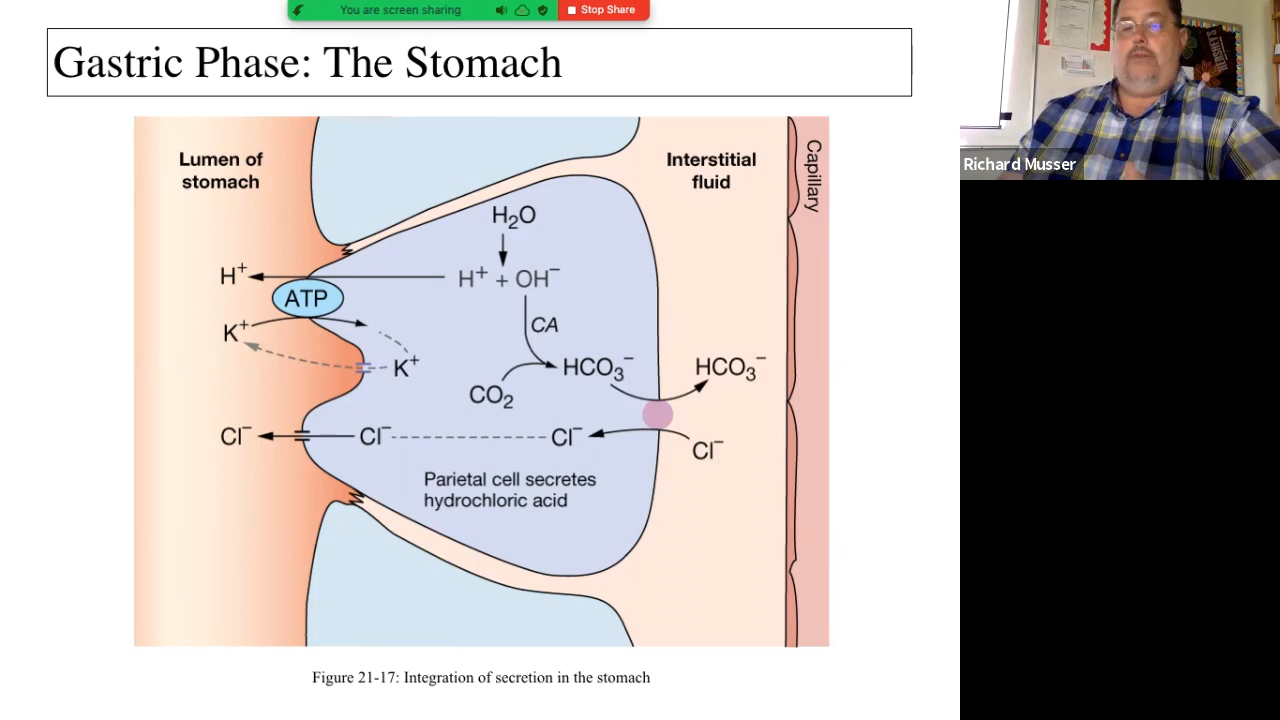 You are screen sharing
Stop Share
Gastric Phase: The Stomach
Lumen of
stomach
Interstitial
fluid
Capillary
H₂O
H⁺
H⁺ + OH⁻
ATP
CA
K⁺
K⁺
HCO₃⁻
HCO₃⁻
CO₂
Cl⁻
Cl⁻
Cl⁻
Cl⁻
Parietal cell secretes
hydrochloric acid
Figure 21-17: Integration of secretion in the stomach
HERSHEY'S
Richard Musser